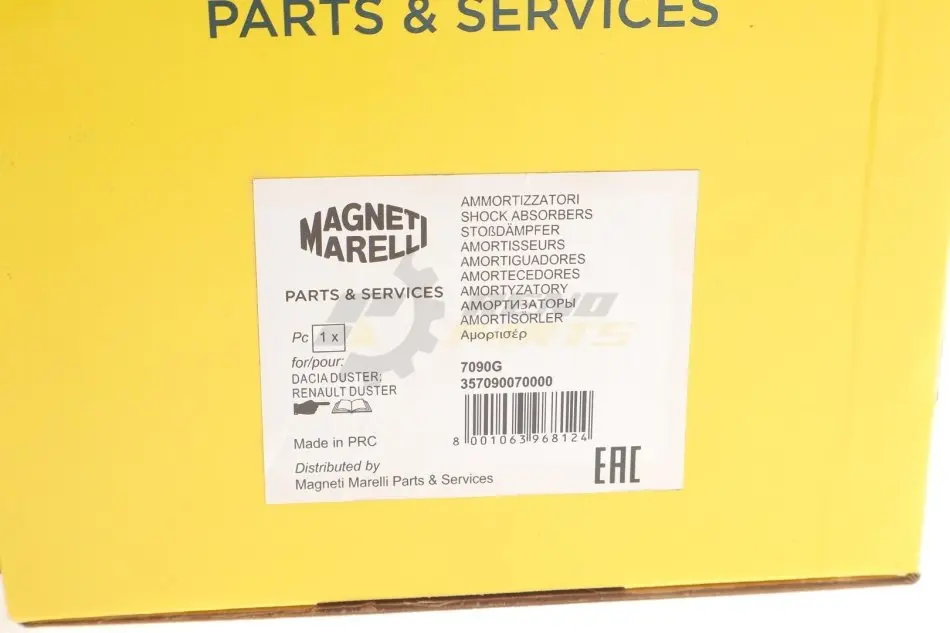 PARTS & SERVICES
MAGNETI
MARELLI
PARTS & SERVICES
Pc 1 x
for/pour:
DACIA DUSTER;
RENAULT DUSTER
Made in PRC
Distributed by
Magneti Marelli Parts & Services
AMMORTIZZATORI
SHOCK ABSORBERS
STOßDÄMPFER
AMORTISSEURS
AMORTIGUADORES
AMORTECEDORES
AMORTYZATORY
АМОРТИЗАТОРЫ
AMORTİSÖRLER
Αμορτισέρ
7090G
357090070000
8 001063 968124
EAC
PARTS